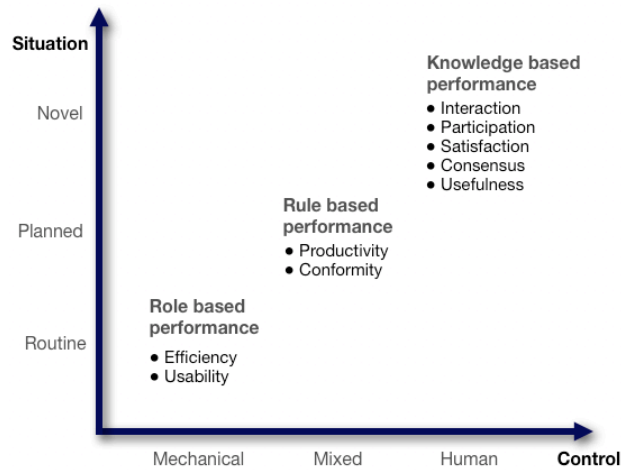 Situation
Novel
Planned
Routine
Knowledge based
performance
● Interaction
● Participation
● Satisfaction
● Consensus
● Usefulness
Rule based
performance
● Productivity
● Conformity
Role based
performance
● Efficiency
● Usability
Mechanical
Mixed
Human
Control